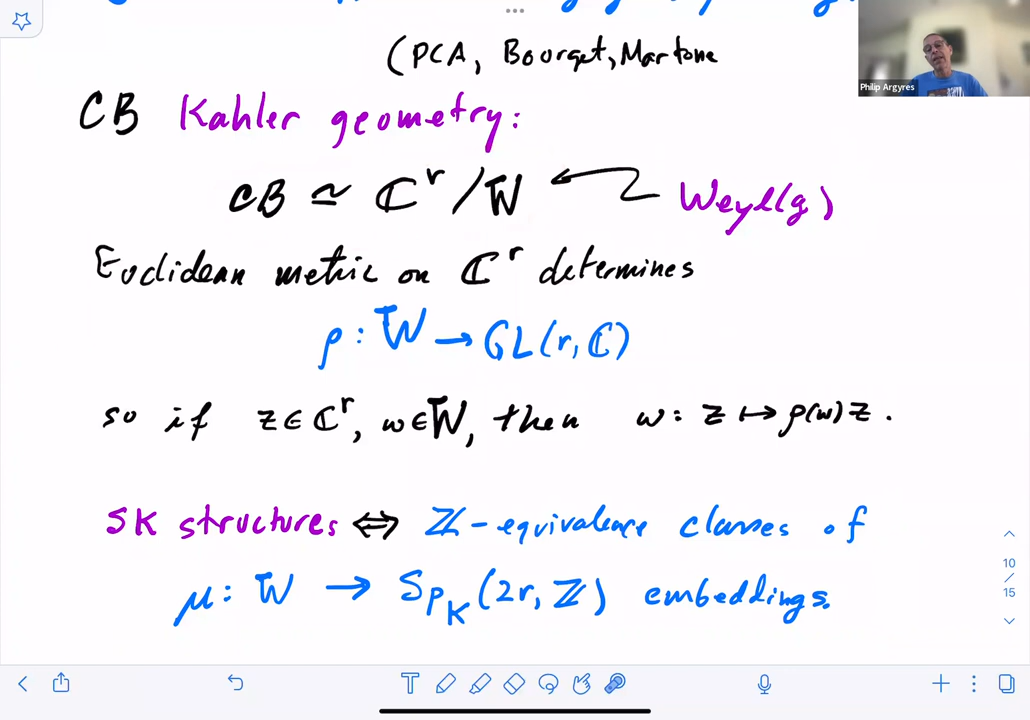 (PCA, Bourget, Martone
Philip Argyres
CB Kahler geometry:
CB ≃ ℂ^r / W Weyl(g)
Euclidean metric on ℂ^r determines
ρ : W → GL(r, ℂ)
so if z ∈ ℂ^r, w ∈ W, then w : z ↦ ρ(w) z .
SK structures ⇔ ℤ-equivalence classes of
μ : W → Sp_K (2r, ℤ) embeddings.
10
/
15
T